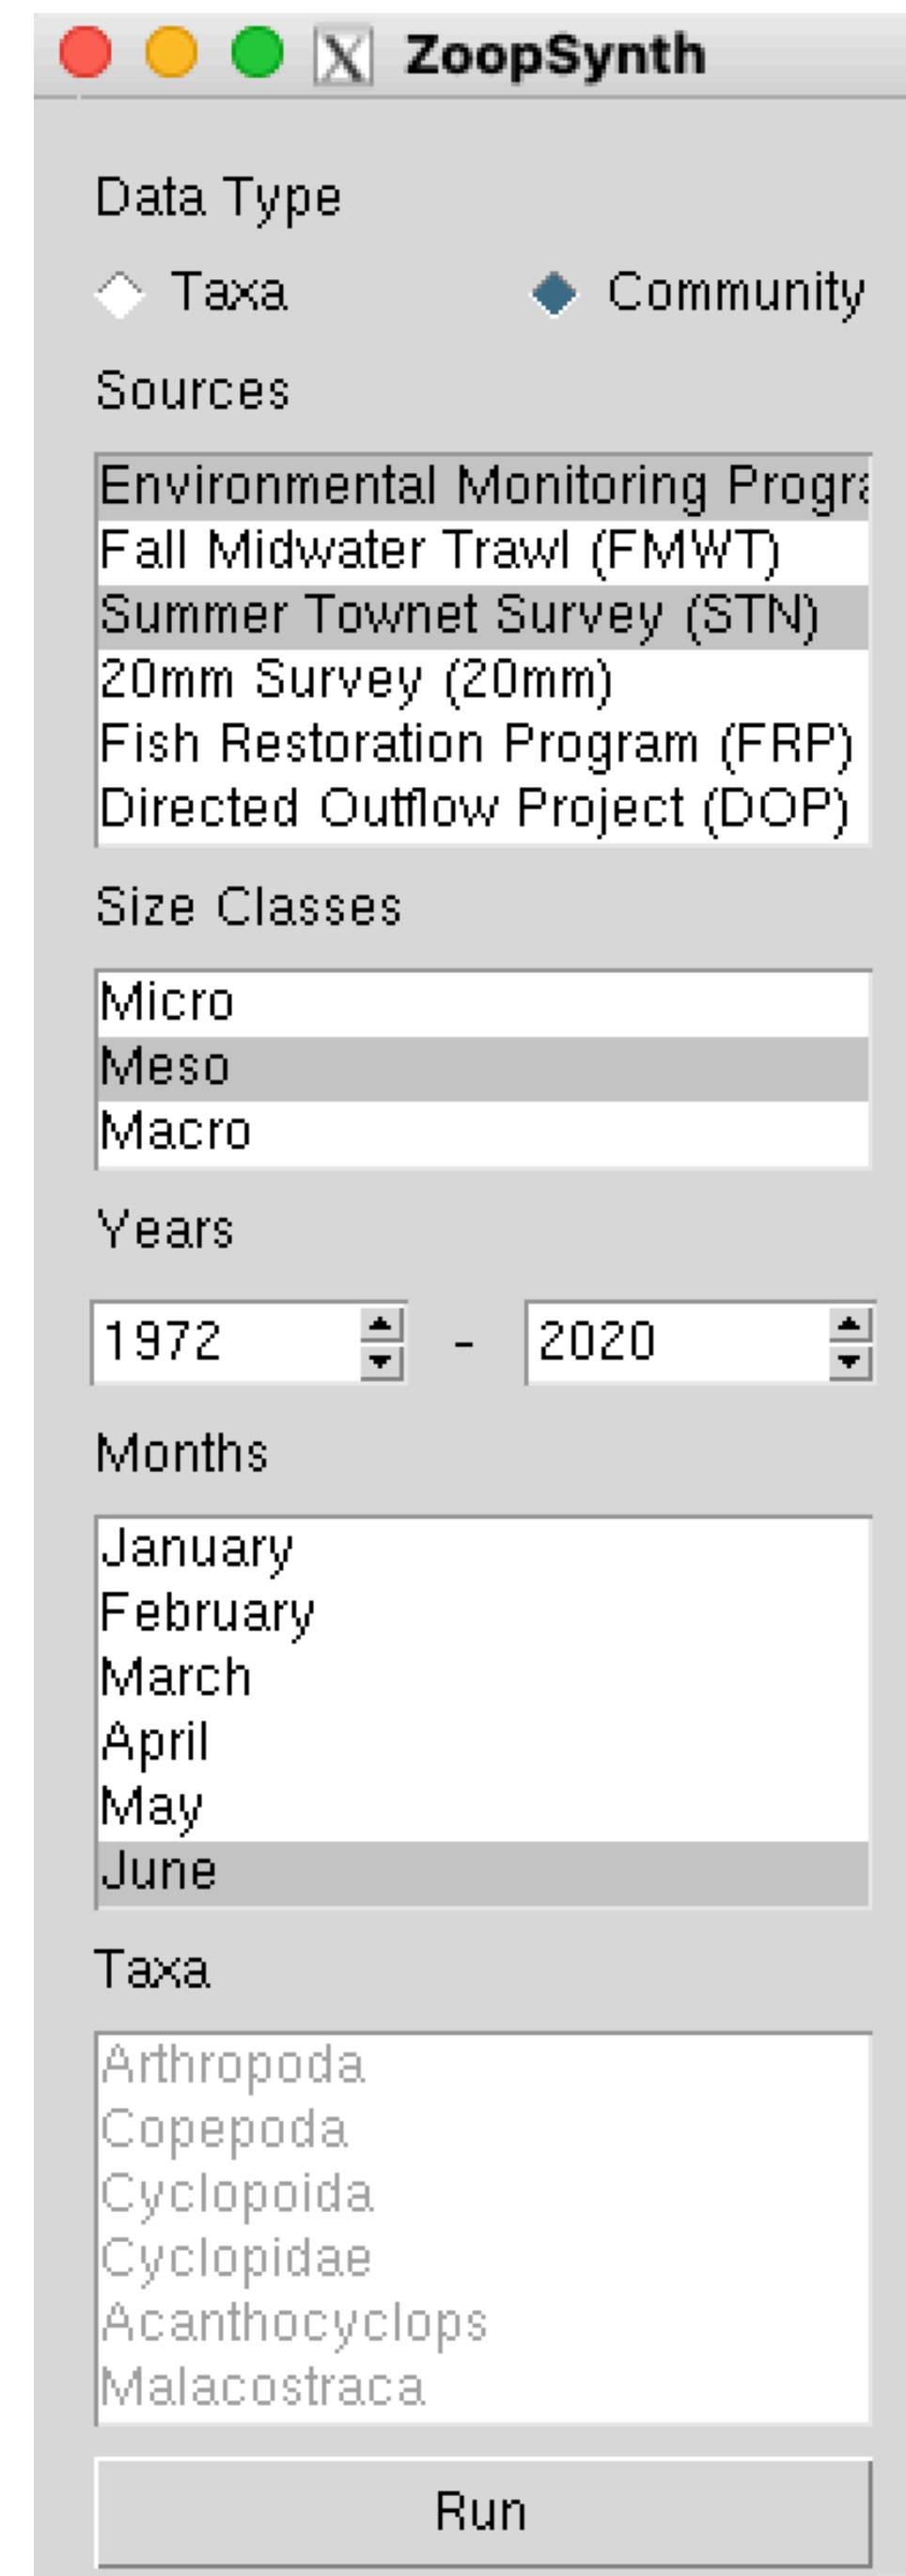 ZoopSynth
Data Type
Taxa Community
Sources
Environmental Monitoring Progra
Fall Midwater Trawl (FMWT)
Summer Townet Survey (STN)
20mm Survey (20mm)
Fish Restoration Program (FRP)
Directed Outflow Project (DOP)
Size Classes
Micro
Meso
Macro
Years
1972 - 2020
Months
January
February
March
April
May
June
Taxa
Arthropoda
Copepoda
Cyclopoida
Cyclopidae
Acanthocyclops
Malacostraca
Run